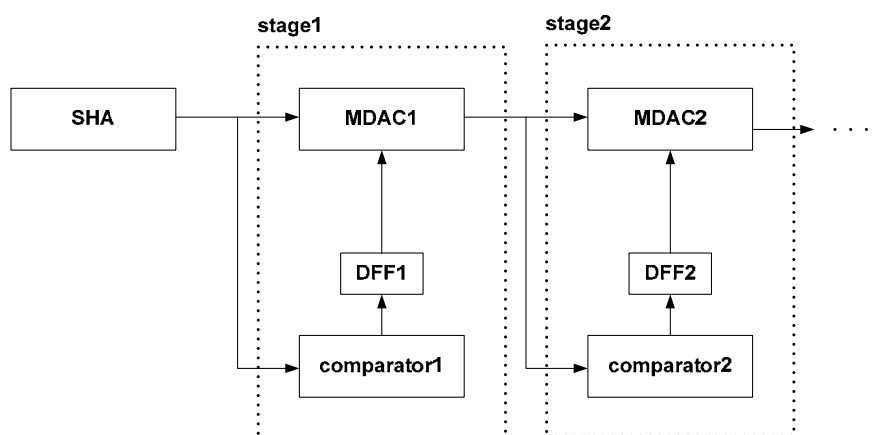 stage1
stage2
SHA
MDAC1
MDAC2
. . .
DFF1
DFF2
comparator1
comparator2